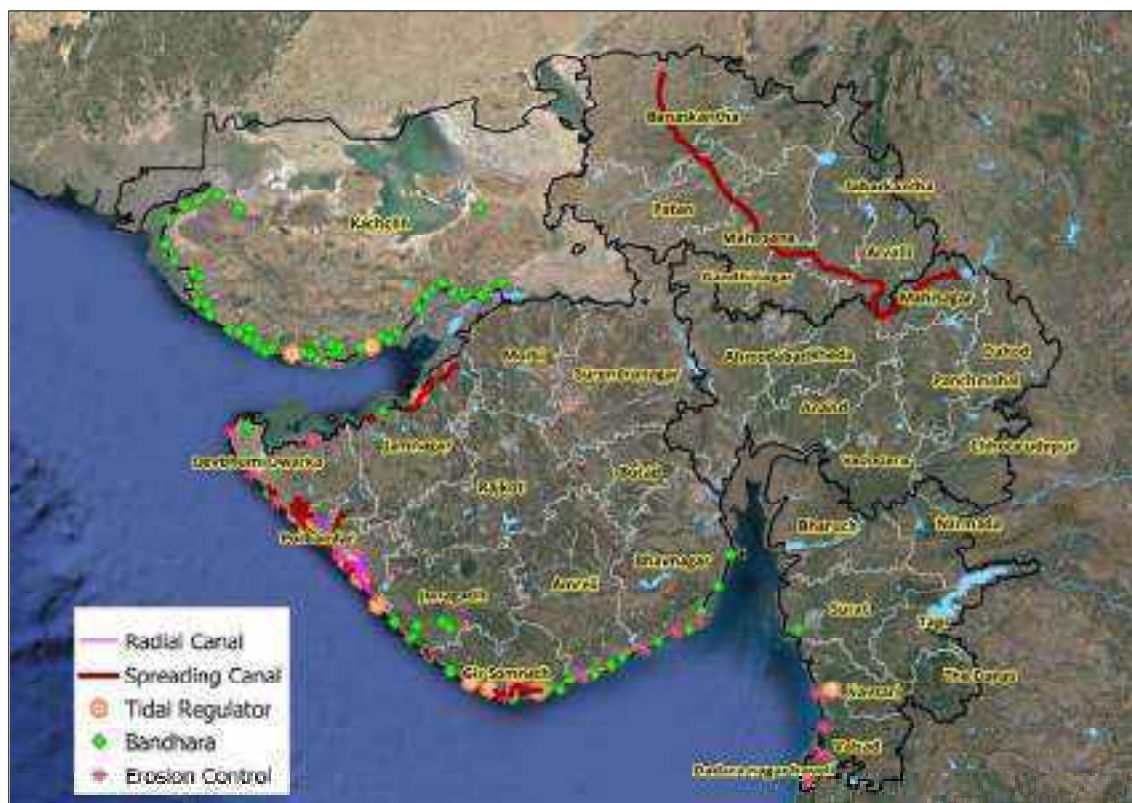 Banaskantha
Sabarkantha
Kachchh
Patan
Mahesana
Aravalli
Gandhinagar
Mahisagar
Morbi
Ahmedabad
Kheda
Dahod
Surendranagar
Panchmahal
Anand
Jamnagar
Chhotaudepur
Devbhumi Dwarka
Vadodara
Botad
Rajkot
Bharuch
Narmada
Porbandar
Bhavnagar
Amreli
Junagadh
Surat
Tapi
Gir Somnath
The Dangs
Navsari
Valsad
Radial Canal
Spreading Canal
Tidal Regulator
Bandhara
Erosion Control